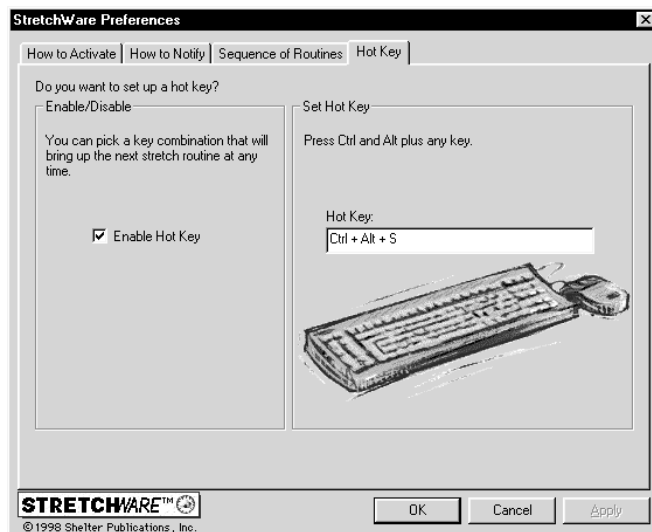 StretchWare Preferences
How to Activate How to Notify Sequence of Routines Hot Key
Do you want to set up a hot key?
Enable/Disable
You can pick a key combination that will
bring up the next stretch routine at any
time.
Enable Hot Key
Set Hot Key
Press Ctrl and Alt plus any key.
Hot Key:
Ctrl + Alt + S
STRETCHWARE™
©1998 Shelter Publications, Inc.
OK Cancel Apply